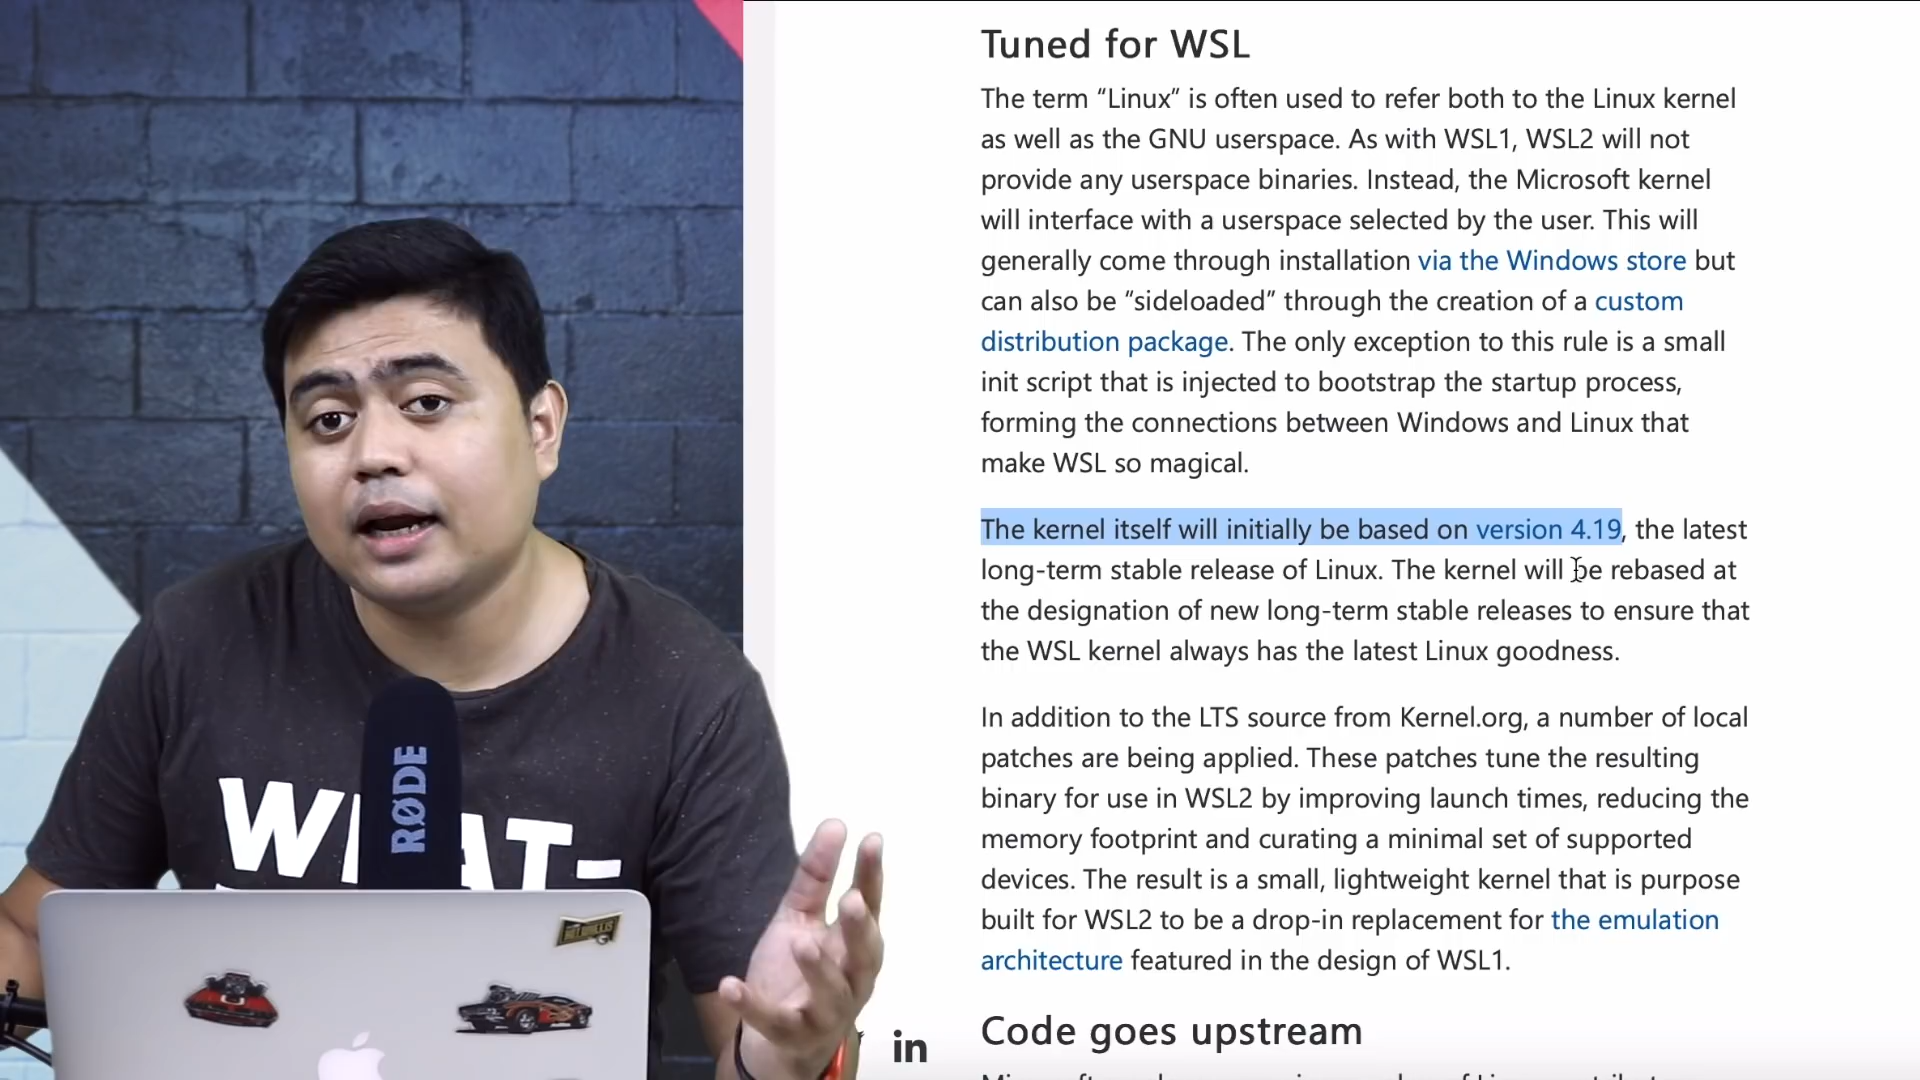 Tuned for WSL
The term “Linux” is often used to refer both to the Linux kernel
as well as the GNU userspace. As with WSL1, WSL2 will not
provide any userspace binaries. Instead, the Microsoft kernel
will interface with a userspace selected by the user. This will
generally come through installation via the Windows store but
can also be “sideloaded” through the creation of a custom
distribution package. The only exception to this rule is a small
init script that is injected to bootstrap the startup process,
forming the connections between Windows and Linux that
make WSL so magical.
The kernel itself will initially be based on version 4.19, the latest
long-term stable release of Linux. The kernel will be rebased at
the designation of new long-term stable releases to ensure that
the WSL kernel always has the latest Linux goodness.
In addition to the LTS source from Kernel.org, a number of local
patches are being applied. These patches tune the resulting
binary for use in WSL2 by improving launch times, reducing the
memory footprint and curating a minimal set of supported
devices. The result is a small, lightweight kernel that is purpose
built for WSL2 to be a drop-in replacement for the emulation
architecture featured in the design of WSL1.
in
Code goes upstream
RØDE